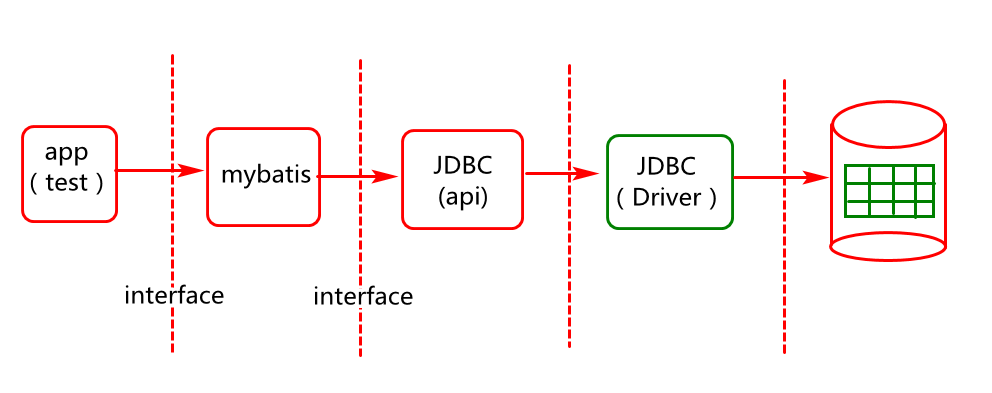 app
( test )
mybatis
JDBC
(api)
JDBC
( Driver )
interface
interface